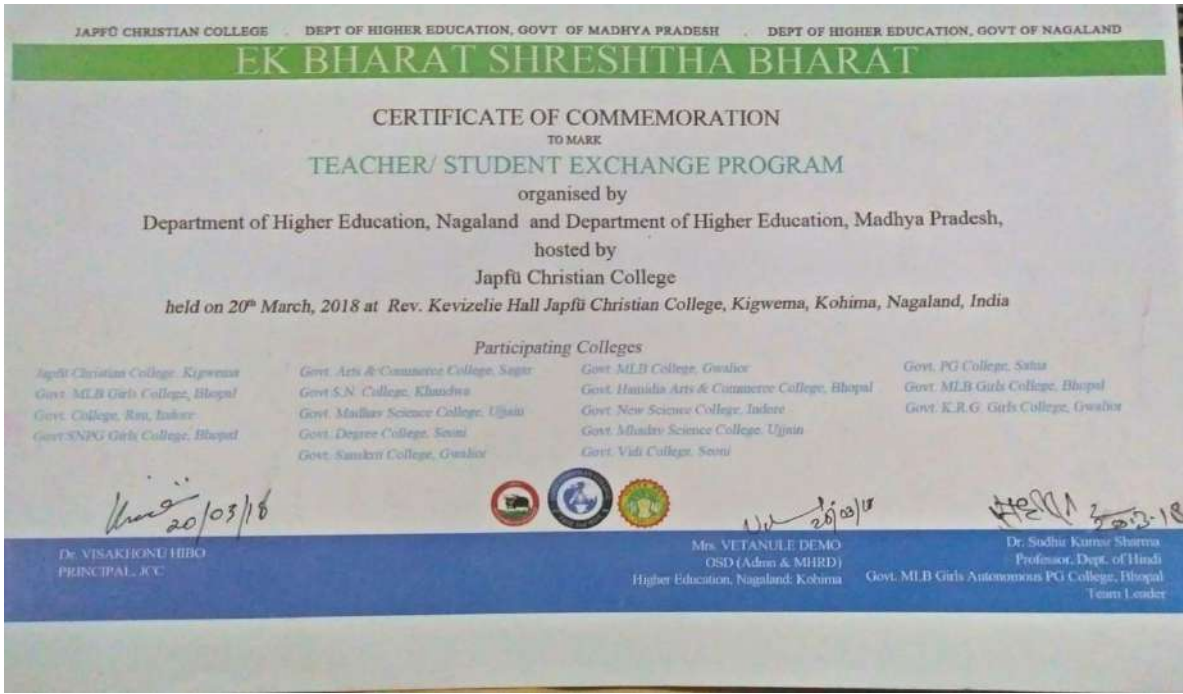 JAPFÜ CHRISTIAN COLLEGE . DEPT OF HIGHER EDUCATION, GOVT OF MADHYA PRADESH . DEPT OF HIGHER EDUCATION, GOVT OF NAGALAND
EK BHARAT SHRESHTHA BHARAT
CERTIFICATE OF COMMEMORATION
TO MARK
TEACHER/ STUDENT EXCHANGE PROGRAM
organised by
Department of Higher Education, Nagaland and Department of Higher Education, Madhya Pradesh,
hosted by
Japfü Christian College
held on 20th March, 2018 at Rev. Kevizelie Hall Japfü Christian College, Kigwema, Kohima, Nagaland, India
Participating Colleges
Japfü Christian College, Kigwema
Govt. MLB Girls College, Bhopal
Govt. College, Rau, Indore
Govt SNPG Girls College, Bhopal
Govt. Arts & Commerce College, Sagar
Govt S.N. College, Khandwa
Govt. Madhav Science College, Ujjain
Govt. Degree College, Seoni
Govt. Sanskrit College, Gwalior
Govt. MLB College, Gwalior
Govt. Hamidia Arts & Commerce College, Bhopal
Govt. New Science College, Indore
Govt. Mhadav Science College, Ujjain
Govt. Vidi College, Seoni
Govt. PG College, Satna
Govt. MLB Girls College, Bhopal
Govt. K.R.G. Girls College, Gwalior
20/03/18
20/03/18
20-3-18
Dr. VISAKHONÜ HIBO
PRINCIPAL, JCC
Mrs. VETANULE DEMO
OSD (Admn & MHRD)
Higher Education, Nagaland: Kohima
Dr. Sudhir Kumar Sharma
Professor, Dept. of Hindi
Govt. MLB Girls Autonomous PG College, Bhopal
Team Leader